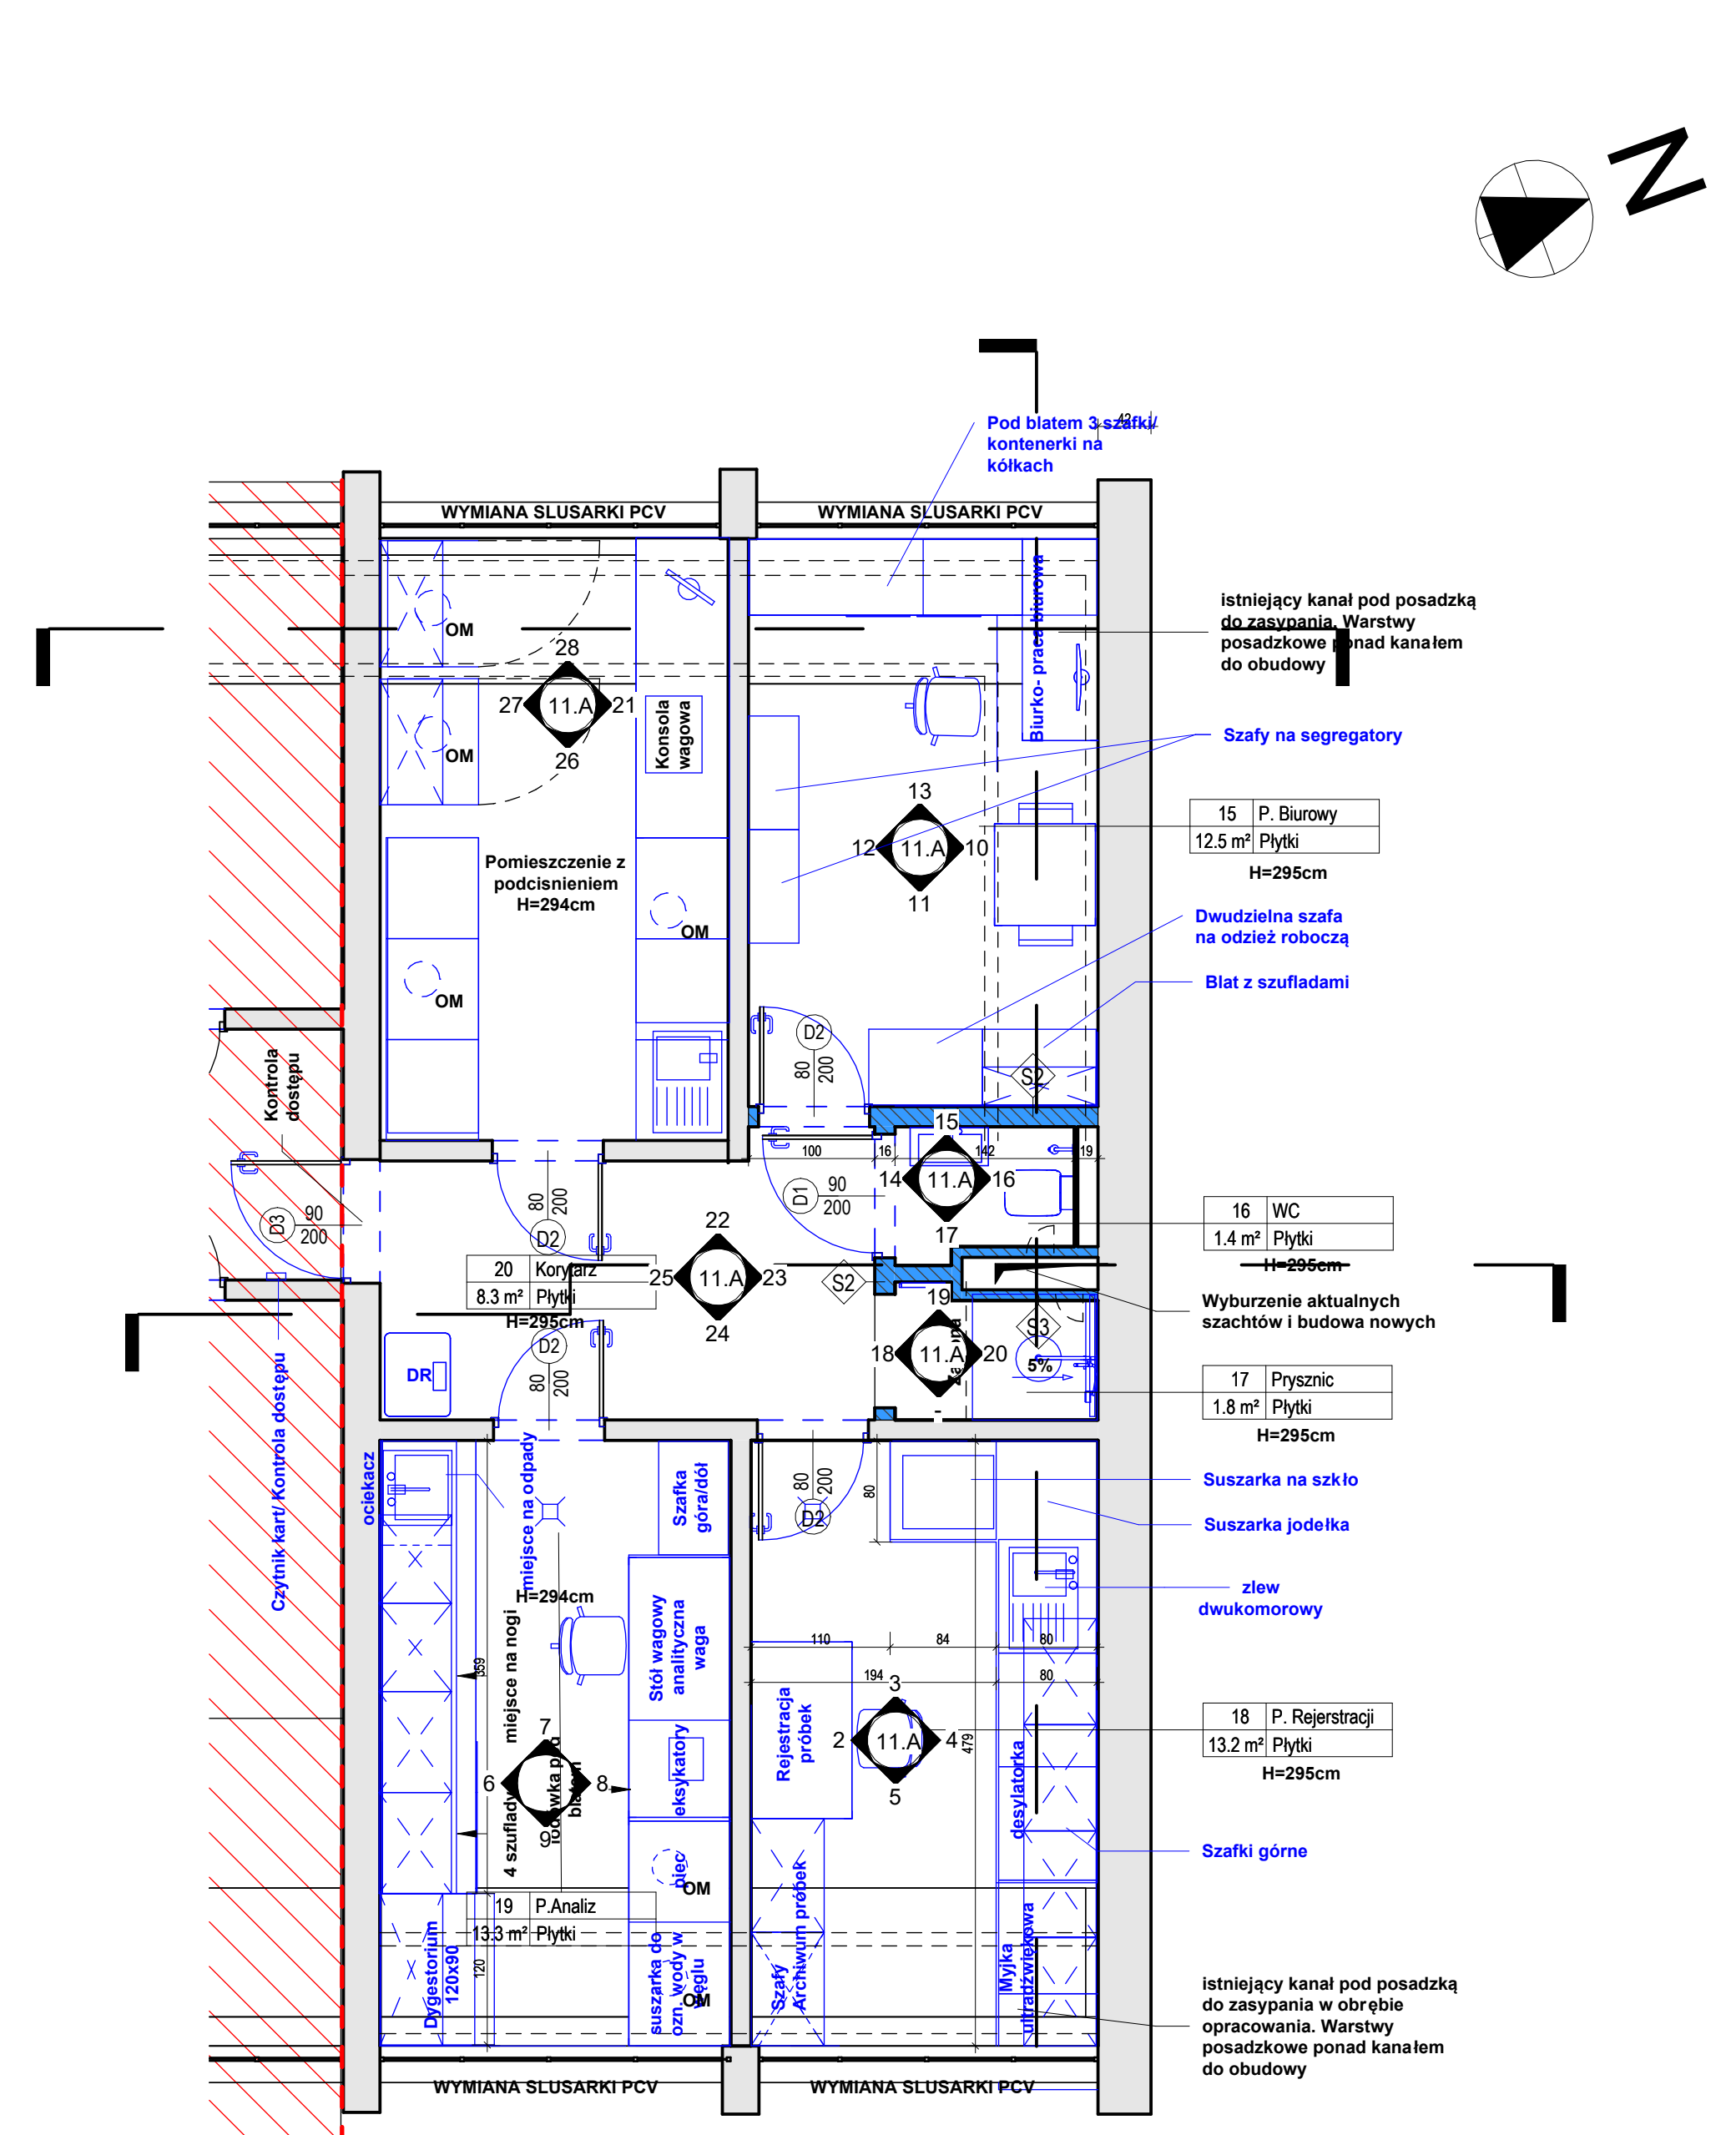 N
42
Pod blatem 3 szafki/
kontenerki na
kółkach
WYMIANA SLUSARKI PCV
WYMIANA SLUSARKI PCV
istniejący kanał pod posadzką
do zasypania. Warstwy
posadzkowe ponad kanałem
do obudowy
Biurko- praca biurowa
OM
28
27
11.A
21
26
OM
Konsola
wagowa
Szafy na segregatory
13
12
11.A
10
11
15
P. Biurowy
12.5 m²
Płytki
H=295cm
Pomieszczenie z
podcisnieniem
H=294cm
OM
OM
Dwudzielna szafa
na odzież roboczą
Blat z szufladami
D2
80
200
S2
Kontrola
dostępu
15
100
16
142
19
14
11.A
16
17
D1
90
200
D3
90
200
80
200
D2
16
WC
1.4 m²
Płytki
H=295cm
22
25
11.A
23
24
20
Korytarz
8.3 m²
Płytki
H=295cm
S2
Wyburzenie aktualnych
szachtów i budowa nowych
19
18
11.A
20
-
S3
5%
D2
80
200
DR
17
Prysznic
1.8 m²
Płytki
H=295cm
Czytnik kart/ Kontrola dostępu
ociekacz
miejsce na odpady
Szafka
góra/dół
80
200
D2
80
Suszarka na szkło
Suszarka jodełka
zlew
dwukomorowy
H=294cm
miejsce na nogi
4 szuflady
359
Stół wagowy
analityczna
waga
110
84
80
194
80
Rejestracja
próbek
3
2
11.A
4
5
479
18
P. Rejerstracji
13.2 m²
Płytki
H=295cm
7
6
11.A
8
9
blatem
eksykatory
desylatorka
Szafki górne
piec
OM
19
P.Analiz
13.3 m²
Płytki
Dygestorium
120x90
120
suszarka do
ozn. wody w
węglu
OM
Szafy
Archiwum próbek
Myjka
ultradźwiękowa
istniejący kanał pod posadzką
do zasypania w obrębie
opracowania. Warstwy
posadzkowe ponad kanałem
do obudowy
WYMIANA SLUSARKI PCV
WYMIANA SLUSARKI PCV